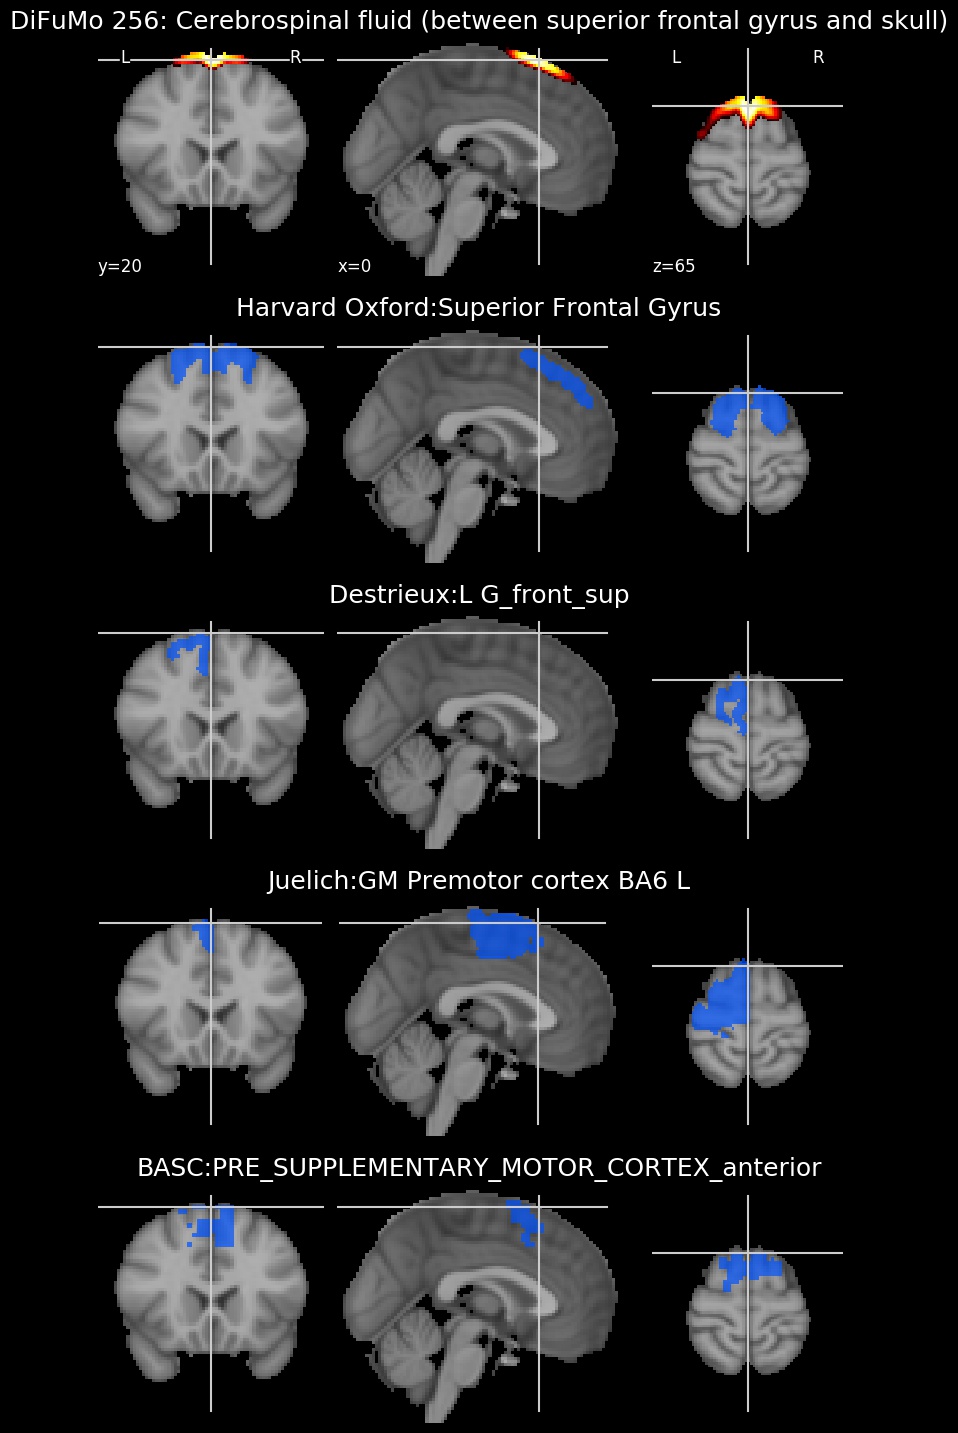 DiFuMo 256: Cerebrospinal fluid (between superior frontal gyrus and skull)
L R L R
y=20 x=0 z=65
Harvard Oxford:Superior Frontal Gyrus
Destrieux:L G_front_sup
Juelich:GM Premotor cortex BA6 L
BASC:PRE_SUPPLEMENTARY_MOTOR_CORTEX_anterior